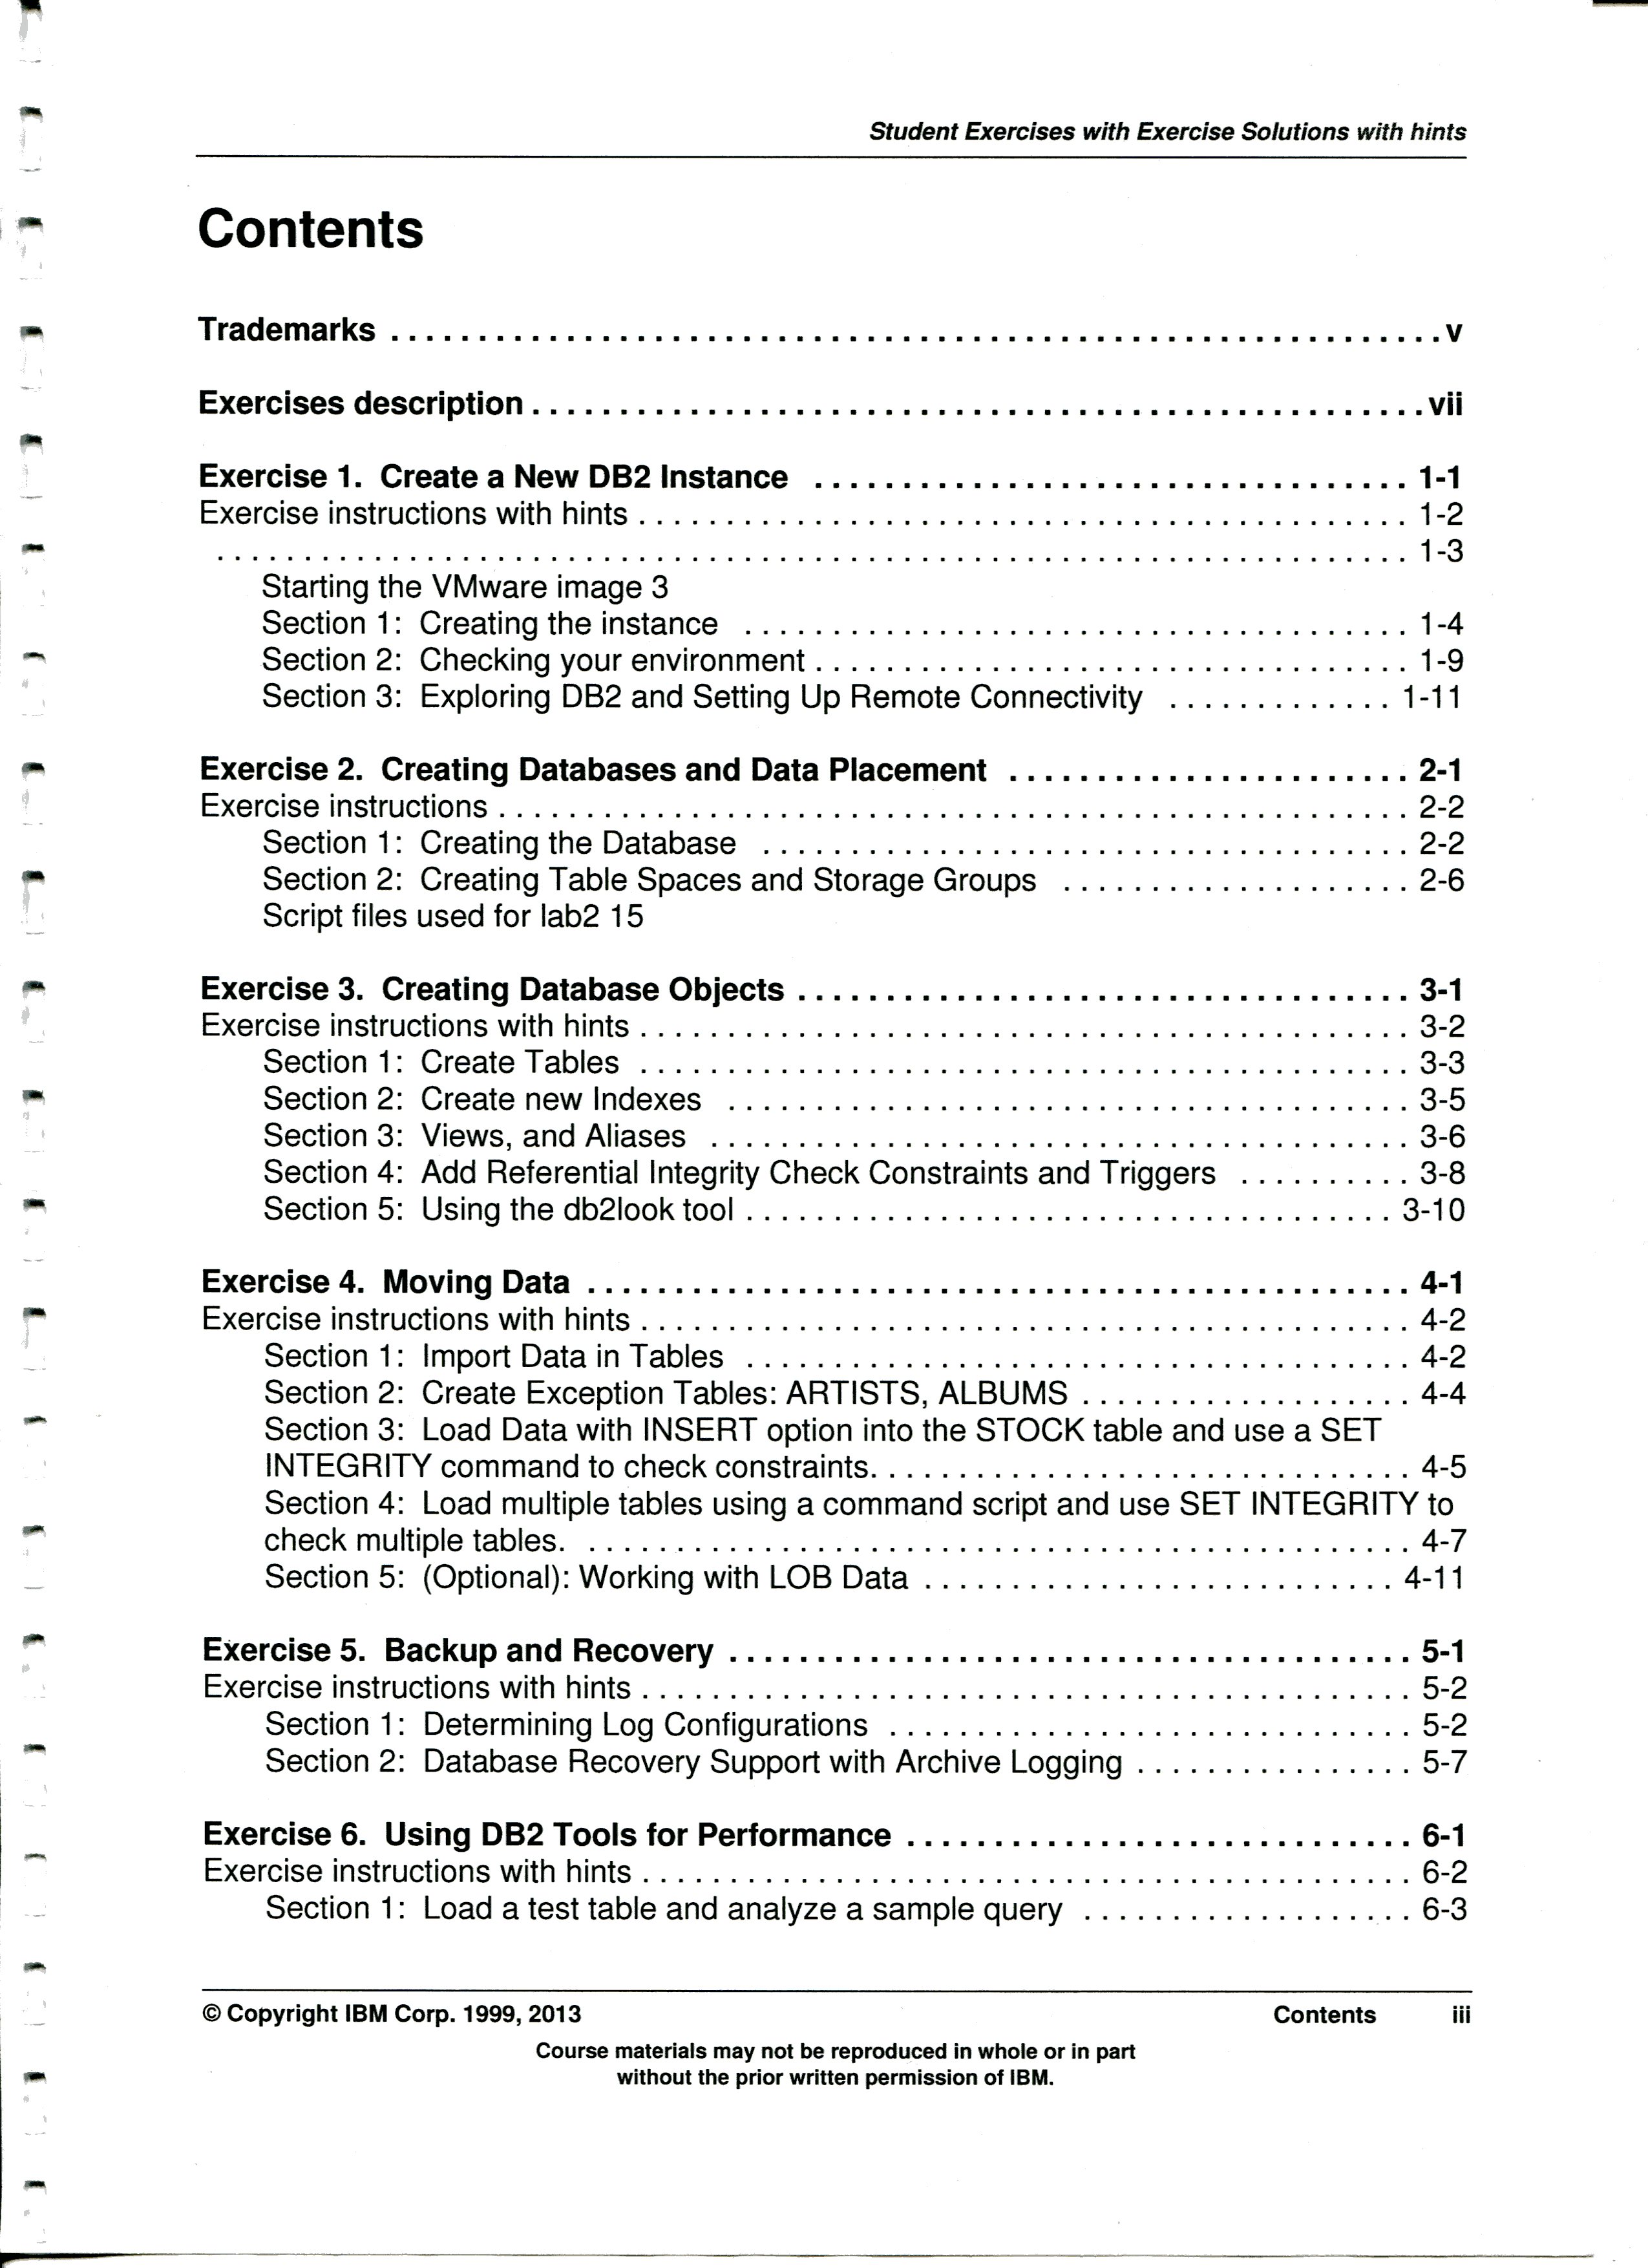 Student Exercises with Exercise Solutions with hints
Contents
Trademarks . . . . . . . . . . . . . . . . . . . . . . . . . . . . . . . . . . . . . . . . . . . . . . . . . . . . . . . . . . . . . v
Exercises description . . . . . . . . . . . . . . . . . . . . . . . . . . . . . . . . . . . . . . . . . . . . . . . . . . . . vii
Exercise 1. Create a New DB2 Instance . . . . . . . . . . . . . . . . . . . . . . . . . . . . . . . . . . 1-1
Exercise instructions with hints . . . . . . . . . . . . . . . . . . . . . . . . . . . . . . . . . . . . . . . . . . . . 1-2
. . . . . . . . . . . . . . . . . . . . . . . . . . . . . . . . . . . . . . . . . . . . . . . . . . . . . . . . . . . . . . . . . . . . 1-3
Starting the VMware image 3
Section 1: Creating the instance . . . . . . . . . . . . . . . . . . . . . . . . . . . . . . . . . . . . . . 1-4
Section 2: Checking your environment . . . . . . . . . . . . . . . . . . . . . . . . . . . . . . . . . . 1-9
Section 3: Exploring DB2 and Setting Up Remote Connectivity . . . . . . . . . . . . . 1-11
Exercise 2. Creating Databases and Data Placement . . . . . . . . . . . . . . . . . . . . . . . 2-1
Exercise instructions . . . . . . . . . . . . . . . . . . . . . . . . . . . . . . . . . . . . . . . . . . . . . . . . . . . . 2-2
Section 1: Creating the Database . . . . . . . . . . . . . . . . . . . . . . . . . . . . . . . . . . . . . 2-2
Section 2: Creating Table Spaces and Storage Groups . . . . . . . . . . . . . . . . . . . . 2-6
Script files used for lab2 15
Exercise 3. Creating Database Objects . . . . . . . . . . . . . . . . . . . . . . . . . . . . . . . . . . . 3-1
Exercise instructions with hints . . . . . . . . . . . . . . . . . . . . . . . . . . . . . . . . . . . . . . . . . . . . 3-2
Section 1: Create Tables . . . . . . . . . . . . . . . . . . . . . . . . . . . . . . . . . . . . . . . . . . . . 3-3
Section 2: Create new Indexes . . . . . . . . . . . . . . . . . . . . . . . . . . . . . . . . . . . . . . . 3-5
Section 3: Views, and Aliases . . . . . . . . . . . . . . . . . . . . . . . . . . . . . . . . . . . . . . . . 3-6
Section 4: Add Referential Integrity Check Constraints and Triggers . . . . . . . . . . 3-8
Section 5: Using the db2look tool . . . . . . . . . . . . . . . . . . . . . . . . . . . . . . . . . . . . . 3-10
Exercise 4. Moving Data . . . . . . . . . . . . . . . . . . . . . . . . . . . . . . . . . . . . . . . . . . . . . . . 4-1
Exercise instructions with hints . . . . . . . . . . . . . . . . . . . . . . . . . . . . . . . . . . . . . . . . . . . . 4-2
Section 1: Import Data in Tables . . . . . . . . . . . . . . . . . . . . . . . . . . . . . . . . . . . . . . 4-2
Section 2: Create Exception Tables: ARTISTS, ALBUMS . . . . . . . . . . . . . . . . . . . 4-4
Section 3: Load Data with INSERT option into the STOCK table and use a SET
INTEGRITY command to check constraints. . . . . . . . . . . . . . . . . . . . . . . . . . . . . . . . 4-5
Section 4: Load multiple tables using a command script and use SET INTEGRITY to
check multiple tables. . . . . . . . . . . . . . . . . . . . . . . . . . . . . . . . . . . . . . . . . . . . . . . . 4-7
Section 5: (Optional): Working with LOB Data . . . . . . . . . . . . . . . . . . . . . . . . . . . 4-11
Exercise 5. Backup and Recovery . . . . . . . . . . . . . . . . . . . . . . . . . . . . . . . . . . . . . . . 5-1
Exercise instructions with hints . . . . . . . . . . . . . . . . . . . . . . . . . . . . . . . . . . . . . . . . . . . . 5-2
Section 1: Determining Log Configurations . . . . . . . . . . . . . . . . . . . . . . . . . . . . . . 5-2
Section 2: Database Recovery Support with Archive Logging . . . . . . . . . . . . . . . . 5-7
Exercise 6. Using DB2 Tools for Performance . . . . . . . . . . . . . . . . . . . . . . . . . . . . . 6-1
Exercise instructions with hints . . . . . . . . . . . . . . . . . . . . . . . . . . . . . . . . . . . . . . . . . . . . 6-2
Section 1: Load a test table and analyze a sample query . . . . . . . . . . . . . . . . . . . 6-3
© Copyright IBM Corp. 1999, 2013 Contents iii
Course materials may not be reproduced in whole or in part
without the prior written permission of IBM.